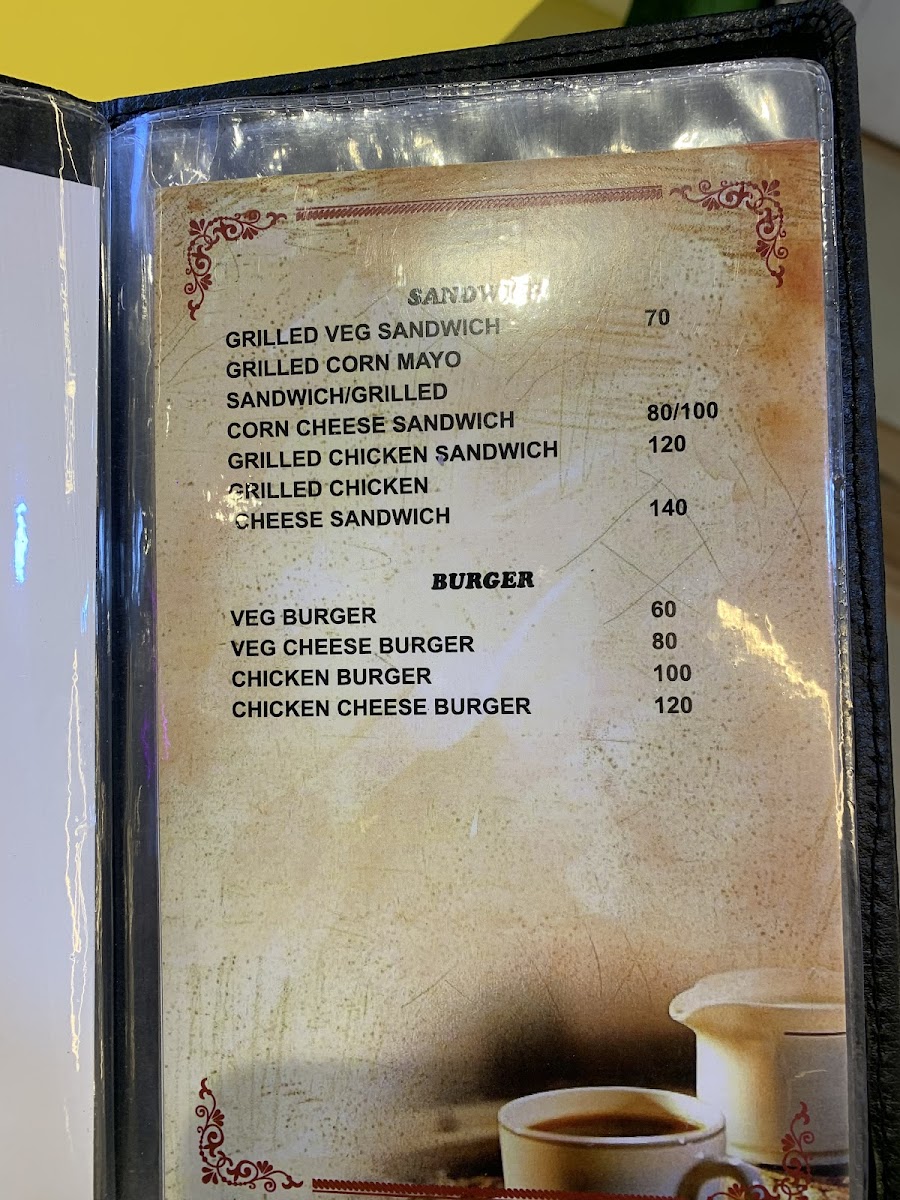 SANDWICH
GRILLED VEG SANDWICH 70
GRILLED CORN MAYO
SANDWICH/GRILLED
CORN CHEESE SANDWICH 80/100
GRILLED CHICKEN SANDWICH 120
GRILLED CHICKEN
CHEESE SANDWICH 140
BURGER
VEG BURGER 60
VEG CHEESE BURGER 80
CHICKEN BURGER 100
CHICKEN CHEESE BURGER 120